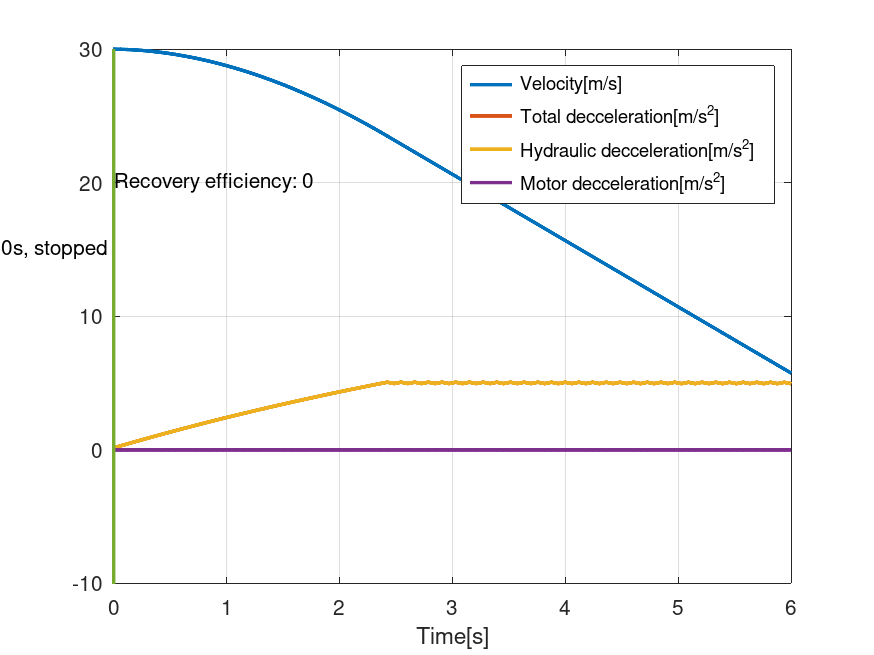 30
20
10
0
-10
0s, stopped
Recovery efficiency: 0
Velocity[m/s]
Total decceleration[m/s²]
Hydraulic decceleration[m/s²]
Motor decceleration[m/s²]
0 1 2 3 4 5 6
Time[s]